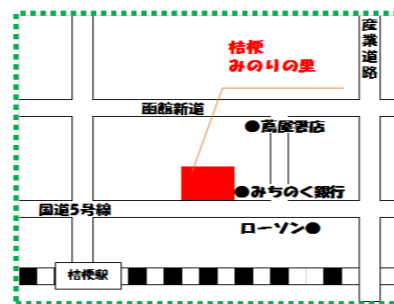 産業道路
桔梗
みのりの里
函館新道
●蔦屋書店
●みちのく銀行
国道5号線
ローソン●
桔梗駅